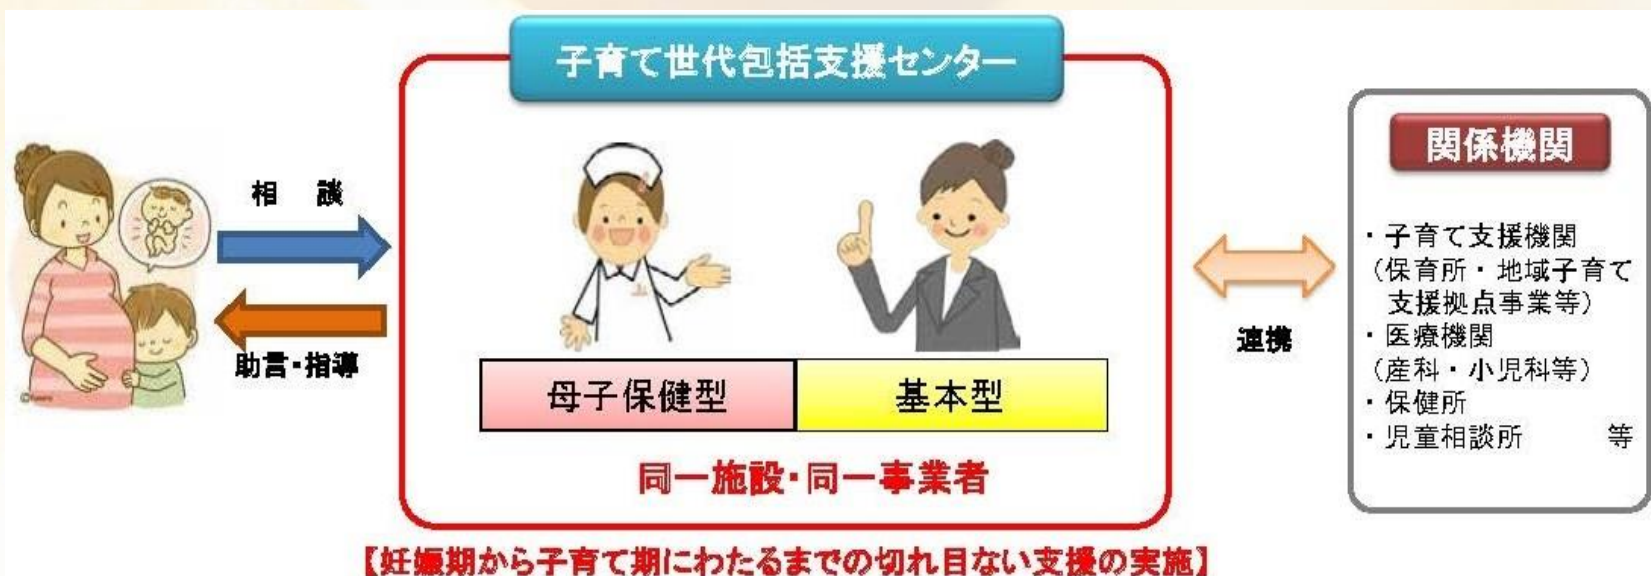 子育て世代包括支援センター
相　談
助言・指導
母子保健型
基本型
同一施設・同一事業者
連携
関係機関
・子育て支援機関
（保育所・地域子育て
支援拠点事業等）
・医療機関
（産科・小児科等）
・保健所
・児童相談所　　等
【妊娠期から子育て期にわたるまでの切れ目ない支援の実施】